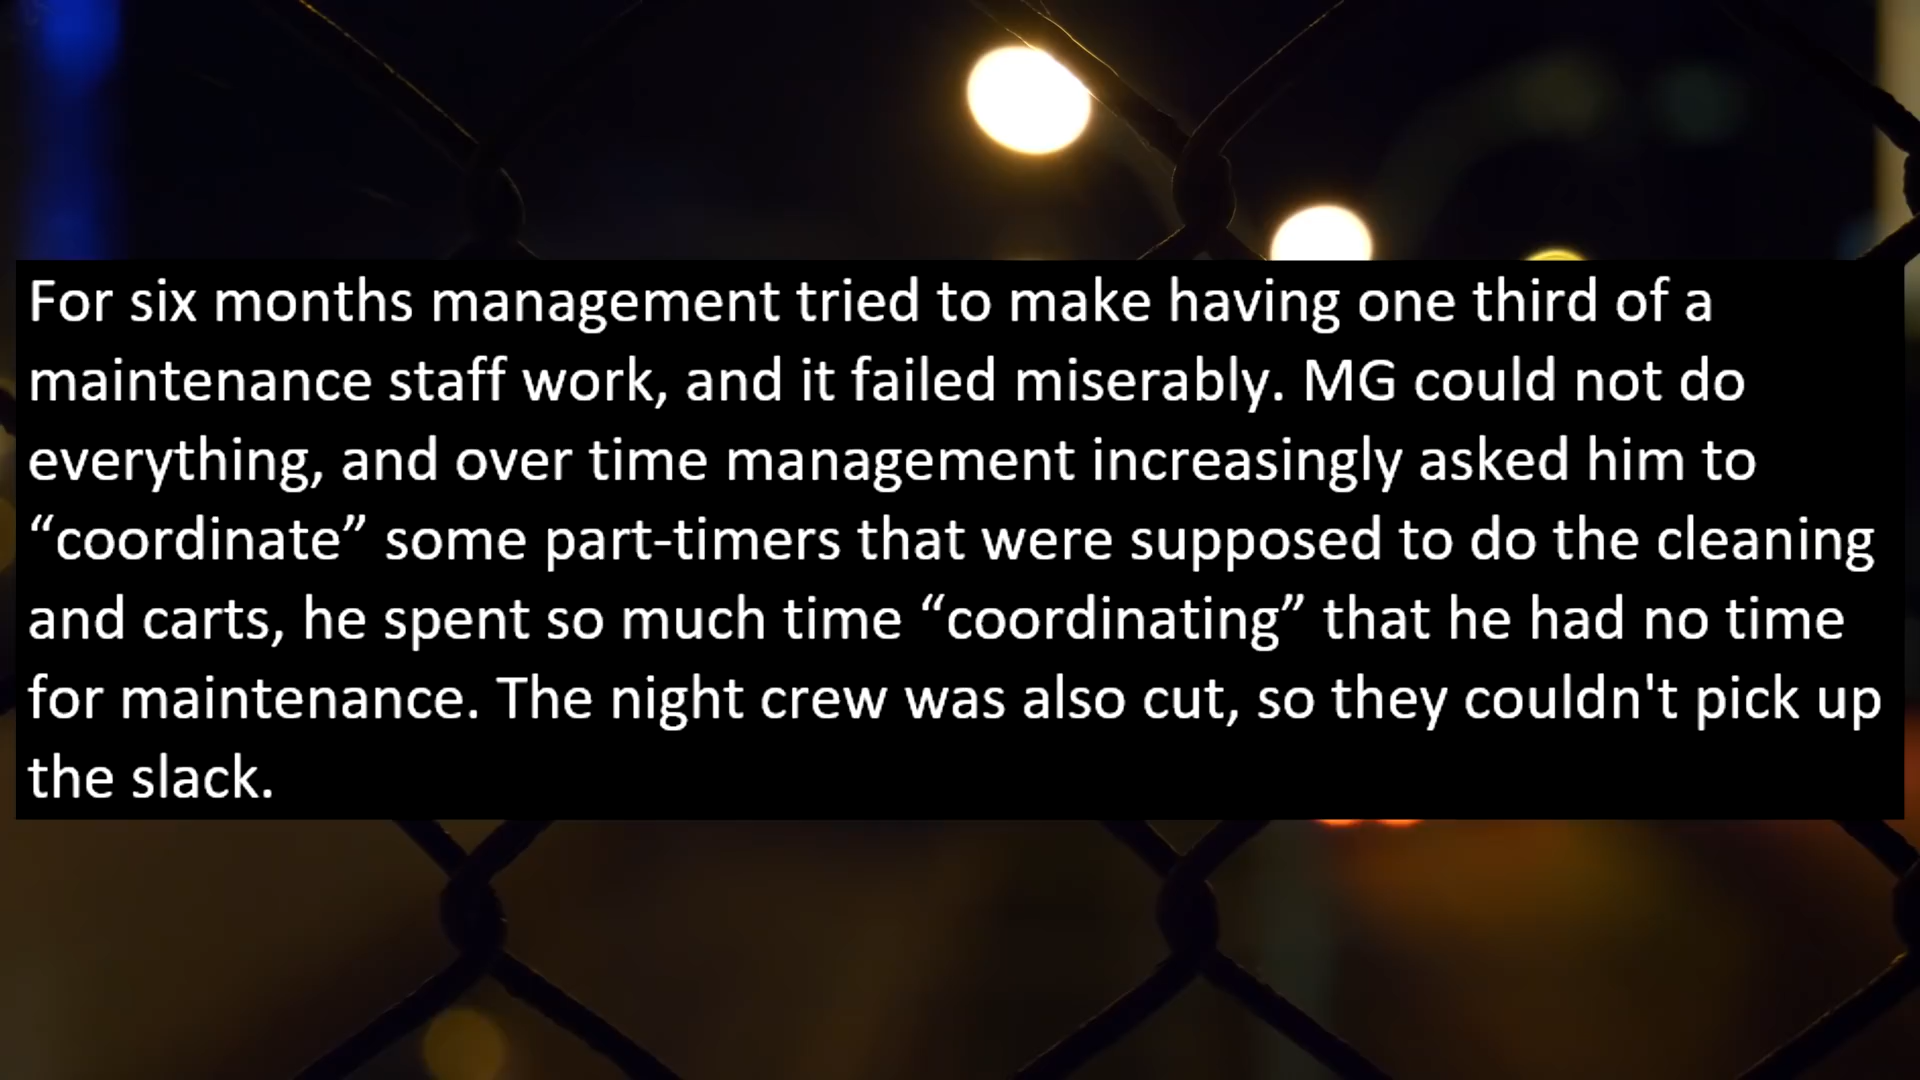 For six months management tried to make having one third of a
maintenance staff work, and it failed miserably. MG could not do
everything, and over time management increasingly asked him to
“coordinate” some part-timers that were supposed to do the cleaning
and carts, he spent so much time “coordinating” that he had no time
for maintenance. The night crew was also cut, so they couldn't pick up
the slack.